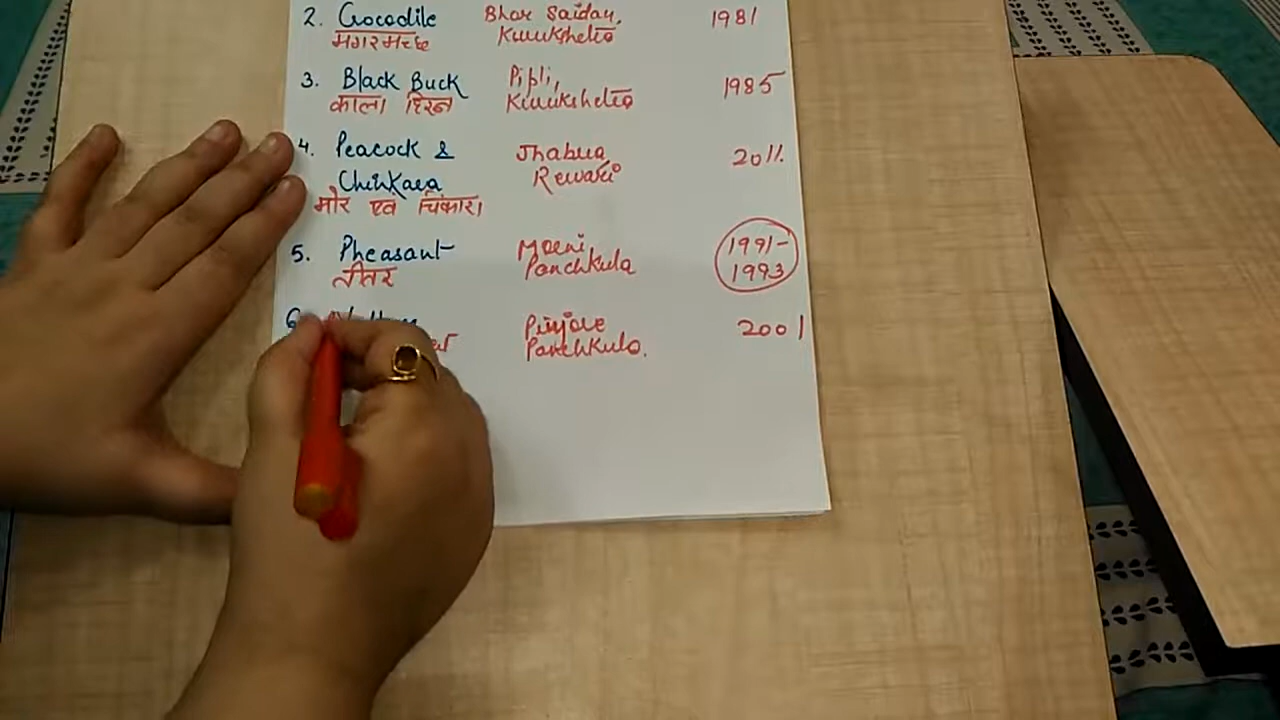 2. Crocodile Bhor Saidan, 1981
मगरमच्छ Kurukshetra
3. Black Buck Pipli, 1985
काला हिरन Kurukshetra
4. Peacock & Jhabua 2011.
Chinkara Rewari
मोर एवं चिंकारा
5. Pheasant Morni 1991-
तीतर Panchkula 1993
6. Pinjore 2001
Panchkula.